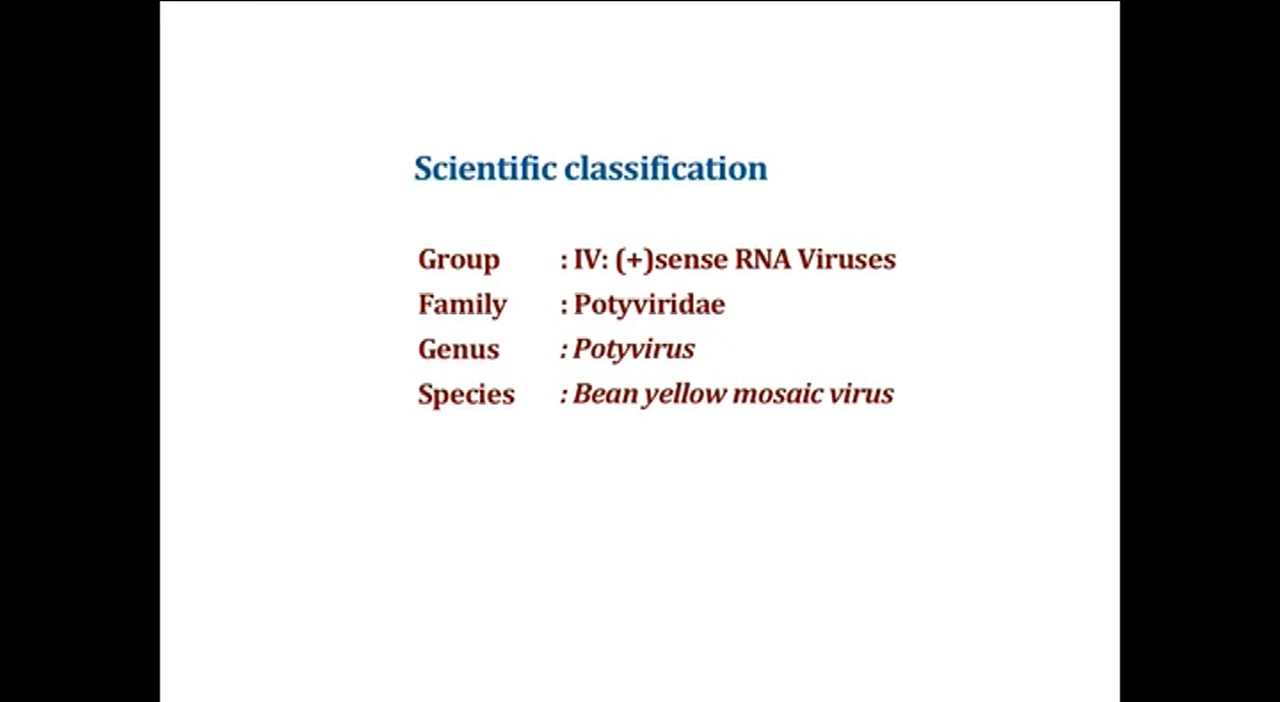 Scientific classification
Group : IV: (+)sense RNA Viruses
Family : Potyviridae
Genus : Potyvirus
Species : Bean yellow mosaic virus